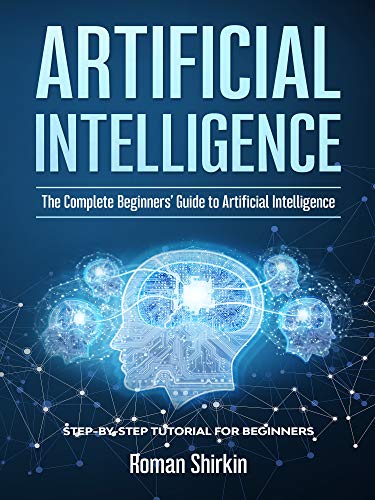 ARTIFICIAL
INTELLIGENCE
The Complete Beginners' Guide to Artificial Intelligence
STEP-BY-STEP TUTORIAL FOR BEGINNERS
Roman Shirkin